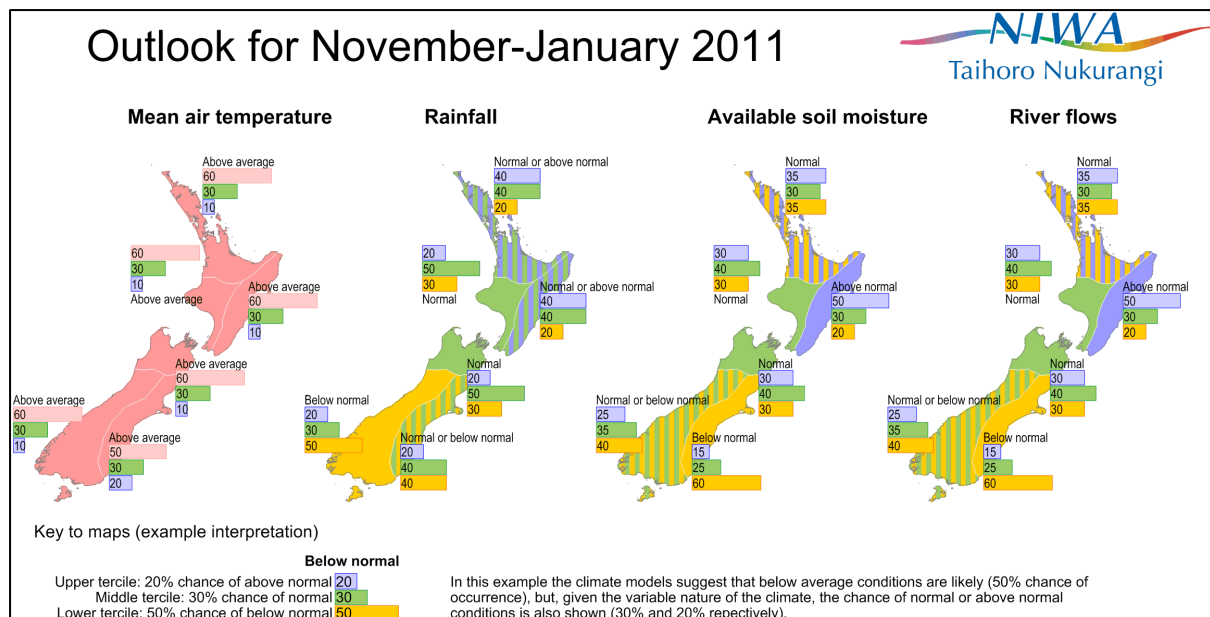 Outlook for November-January 2011
NIWA
Taihoro Nukurangi
Mean air temperature
Rainfall
Available soil moisture
River flows
Above average
60
30
10
60
30
10
Above average
Above average
60
30
10
Above average
60
30
10
Above average
60
30
10
Above average
50
30
20
Normal or above normal
40
40
20
20
50
30
Normal
Normal or above normal
40
40
20
Normal
20
50
30
Below normal
20
30
50
Normal or below normal
20
40
40
Normal
35
30
35
30
40
30
Normal
Above normal
50
30
20
Normal
30
40
30
Normal or below normal
25
35
40
Below normal
15
25
60
Normal
35
30
35
30
40
30
Normal
Above normal
50
30
20
Normal
30
40
30
Normal or below normal
25
35
40
Below normal
15
25
60
Key to maps (example interpretation)
Below normal
Upper tercile: 20% chance of above normal 20
Middle tercile: 30% chance of normal 30
Lower tercile: 50% chance of below normal 50
In this example the climate models suggest that below average conditions are likely (50% chance of
occurrence), but, given the variable nature of the climate, the chance of normal or above normal
conditions is also shown (30% and 20% repectively).